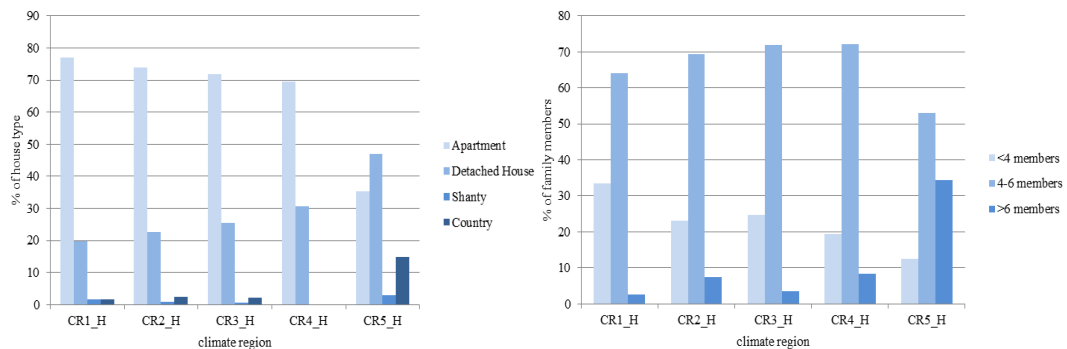 % of house type
90
80
70
60
50
40
30
20
10
0
CR1_H CR2_H CR3_H CR4_H CR5_H
climate region
Apartment
Detached House
Shanty
Country
% of family members
80
70
60
50
40
30
20
10
0
CR1_H CR2_H CR3_H CR4_H CR5_H
climate region
<4 members
4-6 members
>6 members